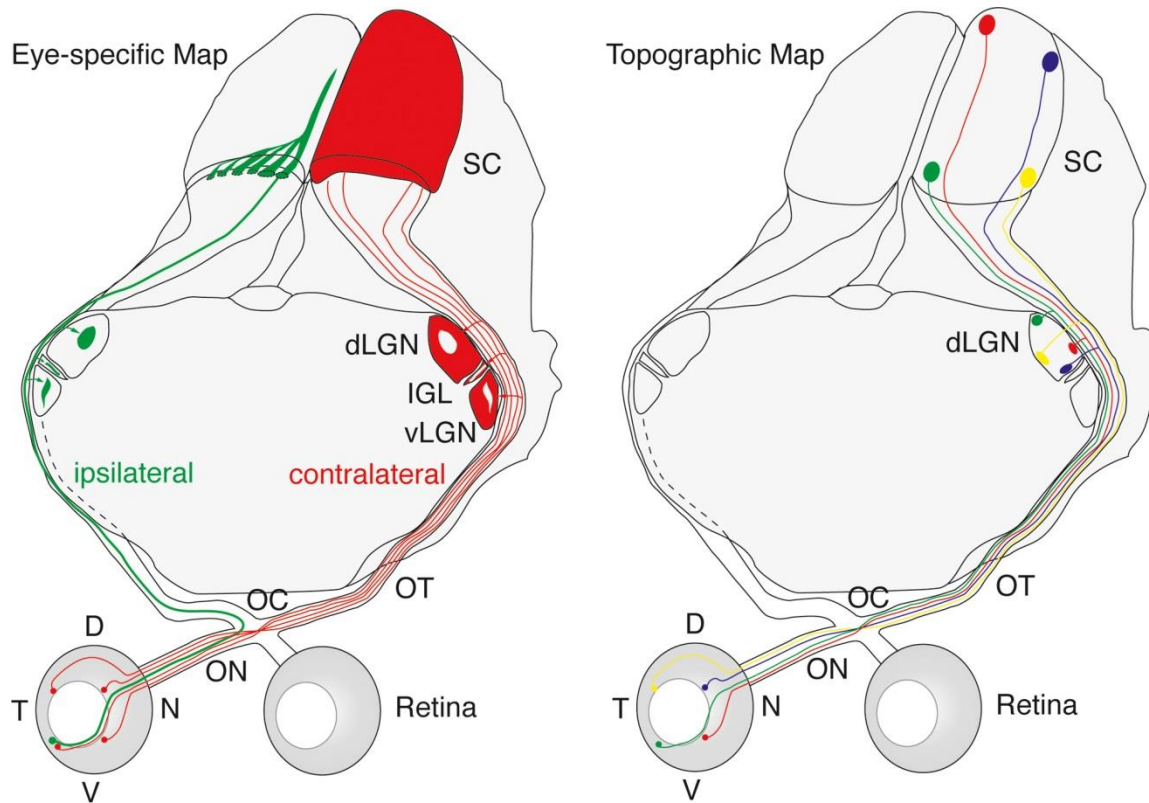 Eye-specific Map
SC
dLGN
IGL
vLGN
ipsilateral
contralateral
OT
OC
D
ON
T
N
Retina
V
Topographic Map
SC
dLGN
OT
OC
D
ON
T
N
Retina
V